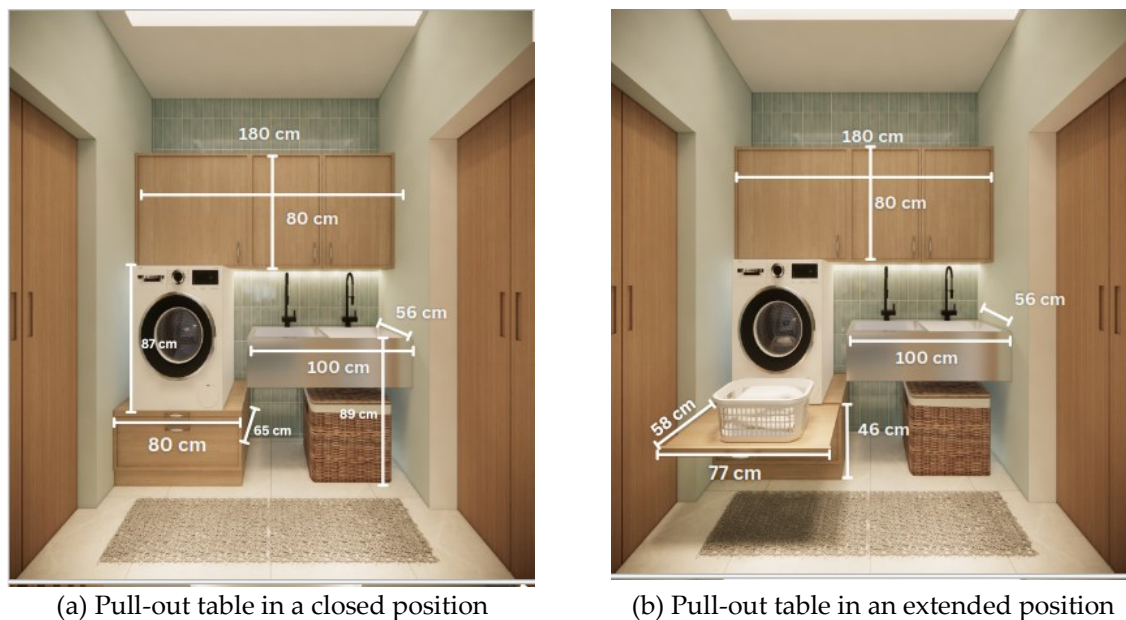 180 cm
80 cm
56 cm
87 cm
100 cm
89 cm
65 cm
80 cm
(a) Pull-out table in a closed position
180 cm
80 cm
56 cm
100 cm
58 cm
46 cm
77 cm
(b) Pull-out table in an extended position